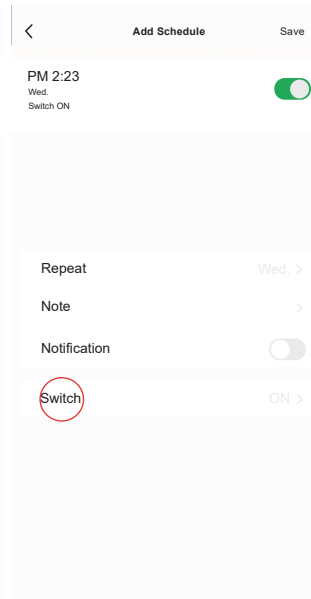 Add Schedule Save
PM 2:23
Wed.
Switch ON
Repeat Wed. >
Note >
Notification
Switch ON >